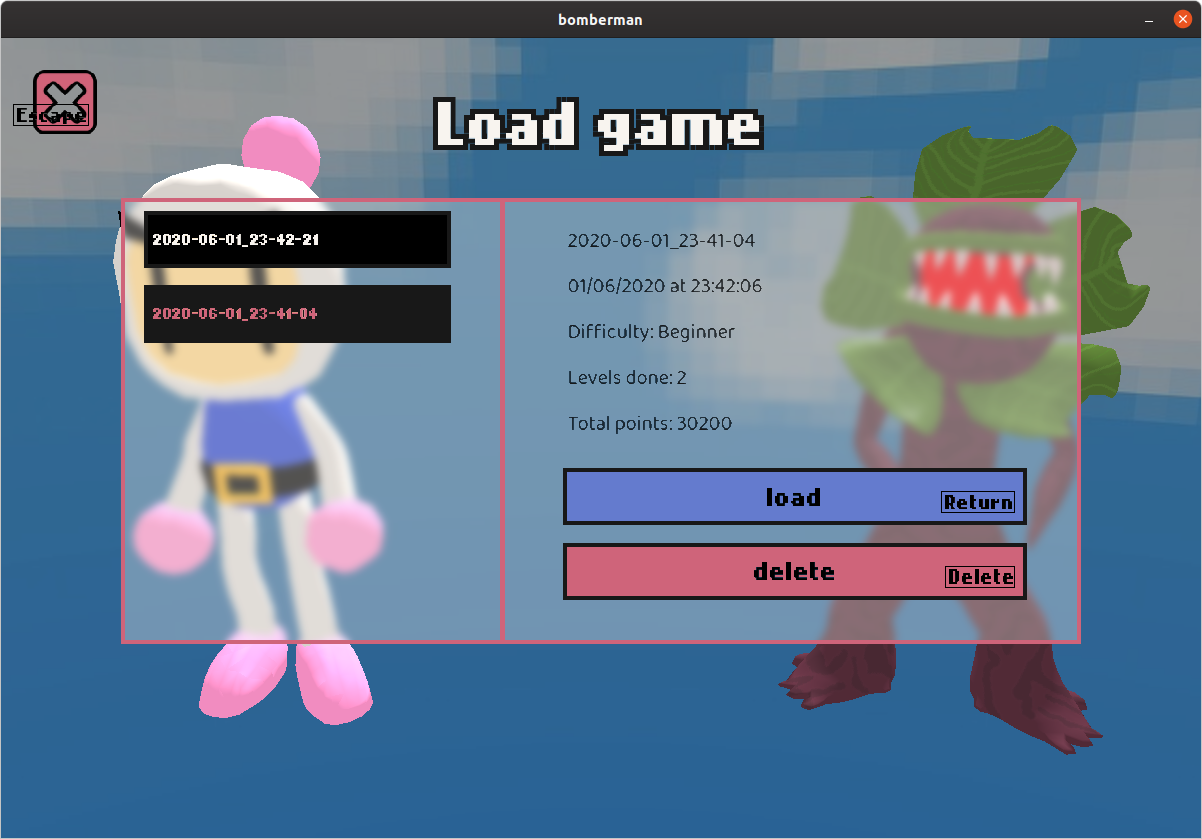 bomberman
Escape
Load game
2020-06-01_23-42-21
2020-06-01_23-41-04
2020-06-01_23-41-04
01/06/2020 at 23:42:06
Difficulty: Beginner
Levels done: 2
Total points: 30200
load Return
delete Delete